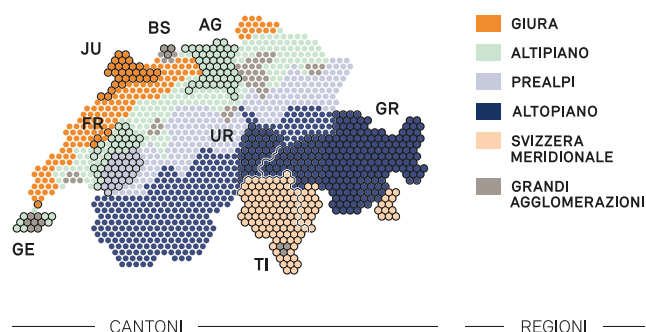 BS
AG
JU
FR
UR
GR
GE
TI
GIURA
ALTIPIANO
PREALPI
ALTOPIANO
SVIZZERA
MERIDIONALE
GRANDI
AGGLOMERAZIONI
CANTONI
REGIONI